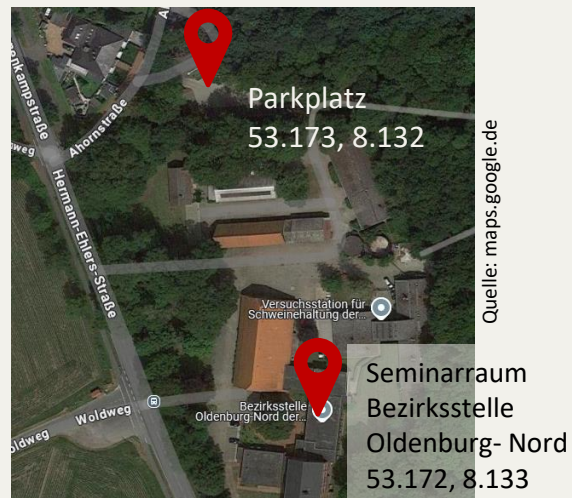 Parkplatz
53.173, 8.132
Ahornstraße
Hermann-Ehlers-Straße
Versuchsstation für
Schweinehaltung der...
Bezirksstelle
Oldenburg-Nord der...
Woldweg
Seminarraum
Bezirksstelle
Oldenburg- Nord
53.172, 8.133
Quelle: maps.google.de